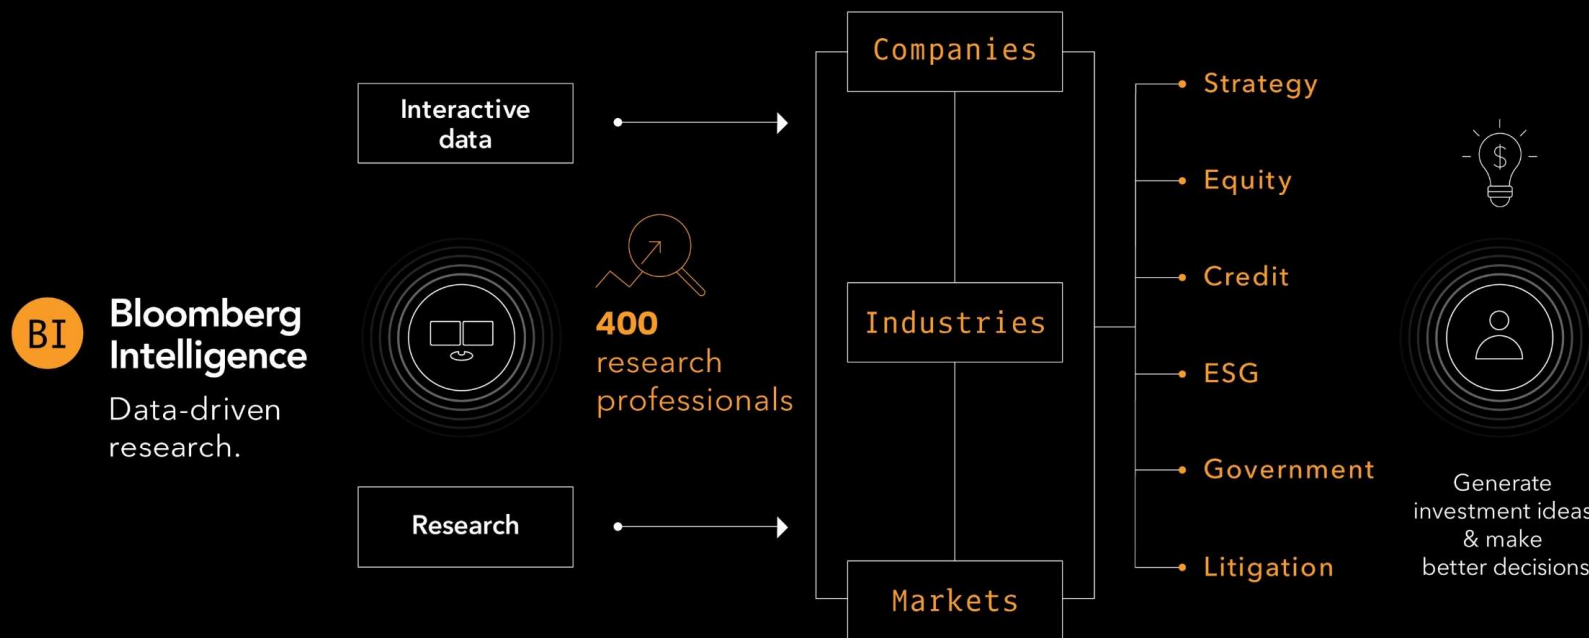 BI
Bloomberg
Intelligence
Data-driven
research.
Interactive
data
400
research
professionals
Research
Companies
Industries
Markets
Strategy
Equity
Credit
ESG
Government
Litigation
$
Generate
investment ideas
& make
better decisions